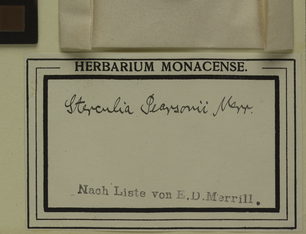 HERBARIUM MONACENSE.
Sterculia Pearsonii Merr.
Nach Liste von E.D.Merrill.